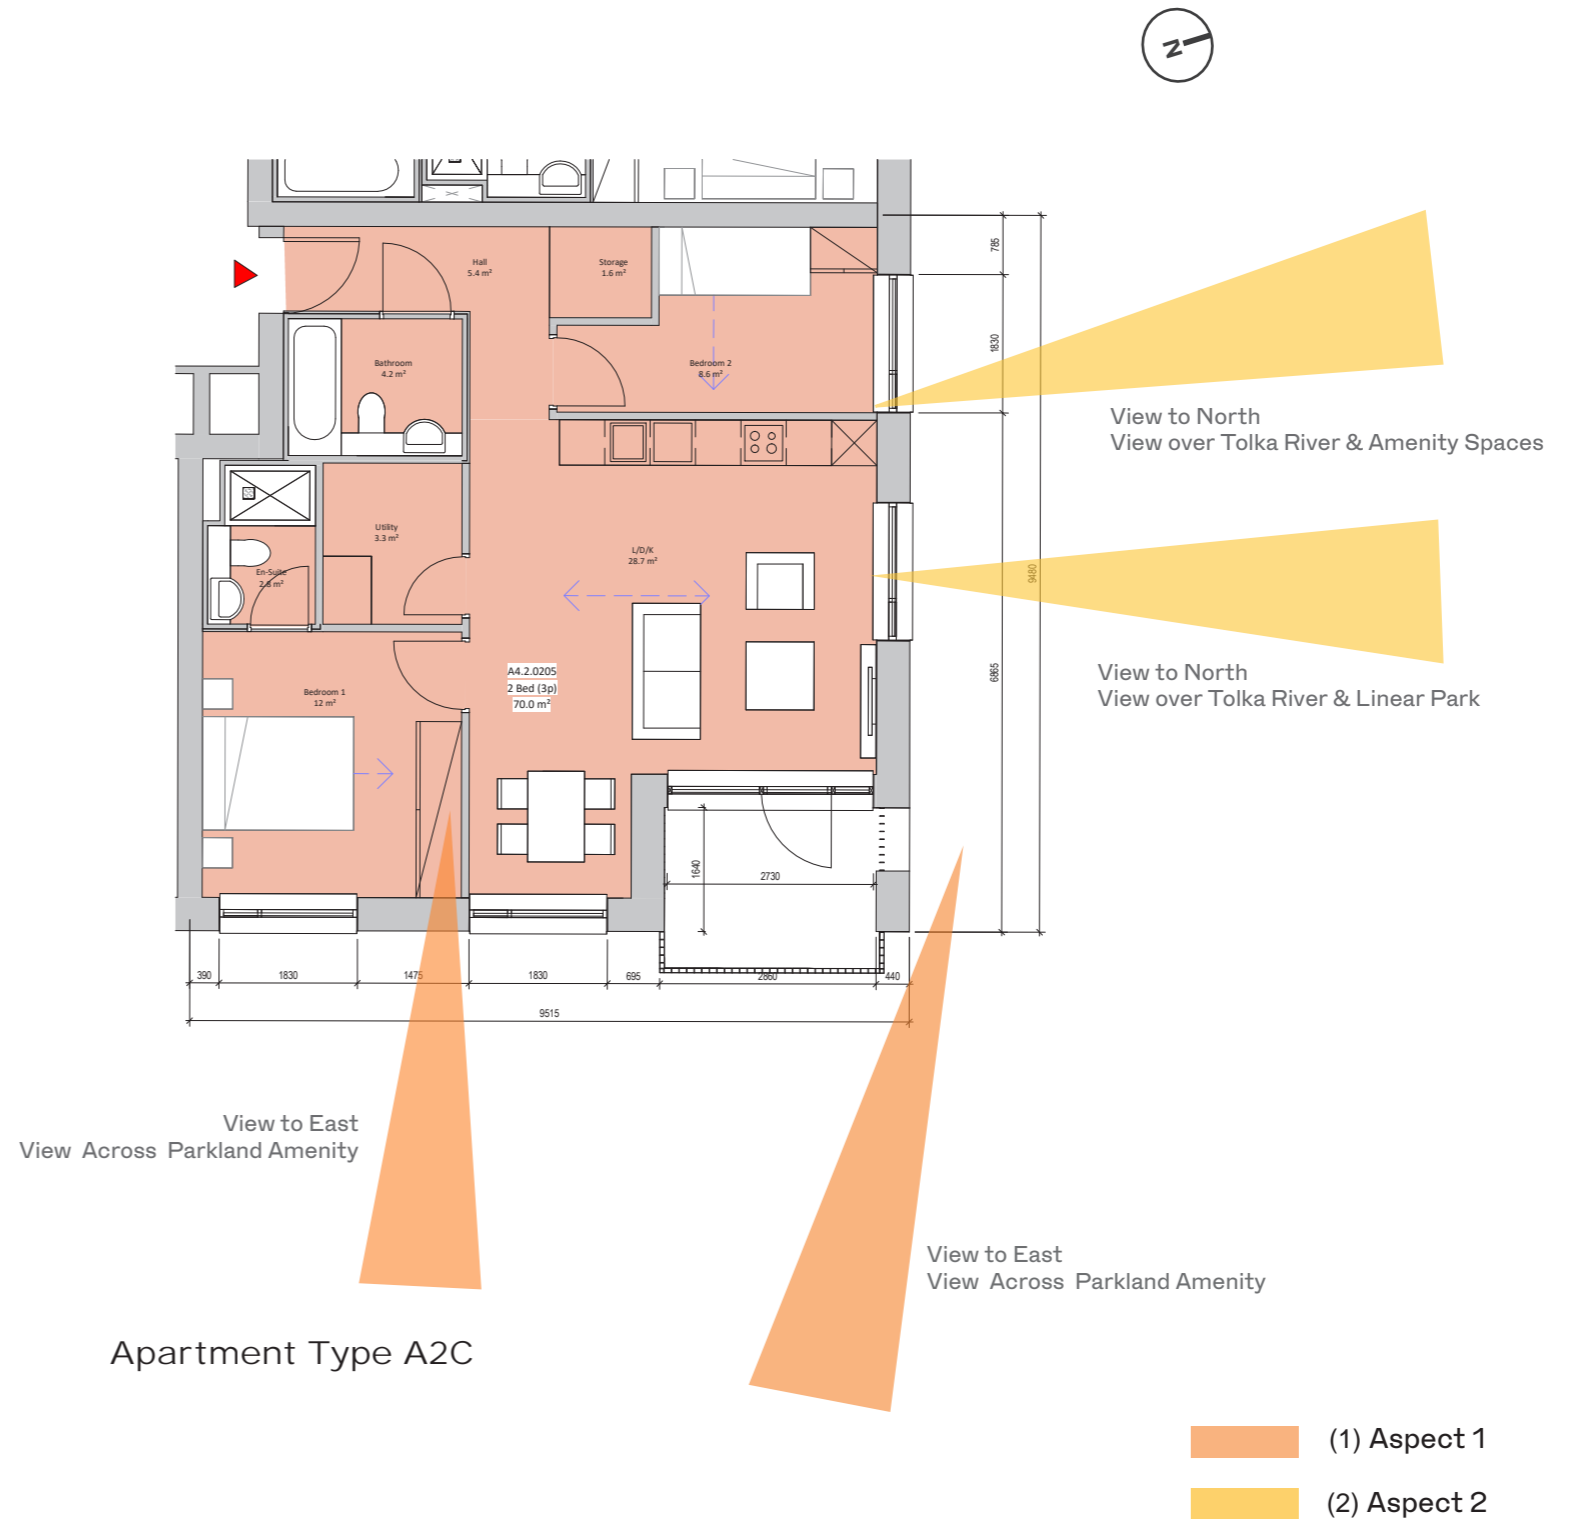 N
Hall
5.4 m²
Storage
1.6 m²
785
Bathroom
4.2 m²
Bedroom 2
8.6 m²
1830
View to North
View over Tolka River & Amenity Spaces
Utility
3.3 m²
L/D/K
28.7 m²
En-Suite
2.8 m²
9480
A4.2.0205
2 Bed (3p)
70.0 m²
6865
View to North
View over Tolka River & Linear Park
Bedroom 1
12 m²
1640
2730
390
1830
1475
1830
695
2860
440
9515
View to East
View Across Parkland Amenity
View to East
View Across Parkland Amenity
Apartment Type A2C
(1) Aspect 1
(2) Aspect 2